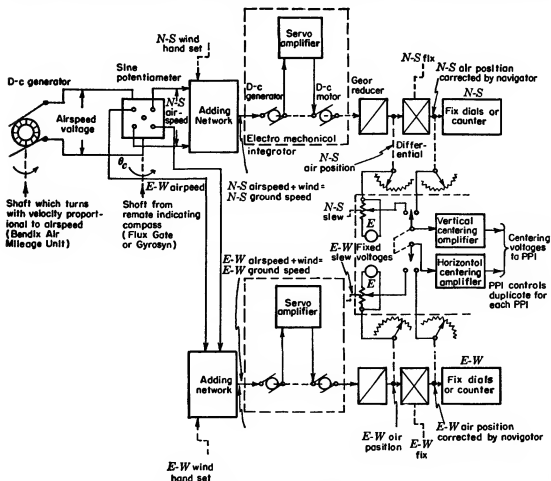 N-S wind
hand set
Servo
amplifier
Sine
potentiometer
D-c generator
N-S
air-
speed
Airspeed
voltage
θc
E-W airspeed
Shaft which turns
with velocity proport-
ional to airspeed
(Bendix Air
Mileage Unit)
Shaft from
remote indicating
compass
(Flux Gate
or Gyrosyn)
Adding
Network
D-c
generator
D-c
motor
Electro mechanical
integrator
N-S airspeed + wind=
N-S ground speed
Gear
reducer
N-S fix
N-S air position
corrected by navigator
N-S
Fix dials or
counter
Differ-
ential
N-S
air position
N-S
slew
E
E-W
slew
Fixed
voltages
E
Vertical
centering
amplifier
Horizontal
centering
amplifier
Centering
voltages
to PPI
PPI controls
duplicate for
each PPI
E-W airspeed + wind=
E-W ground speed
Servo
amplifier
Adding
network
E-W wind
hand set
E-W air
position
E-W
fix
E-W
Fix dials
or counter
E-W air position
corrected by navigator